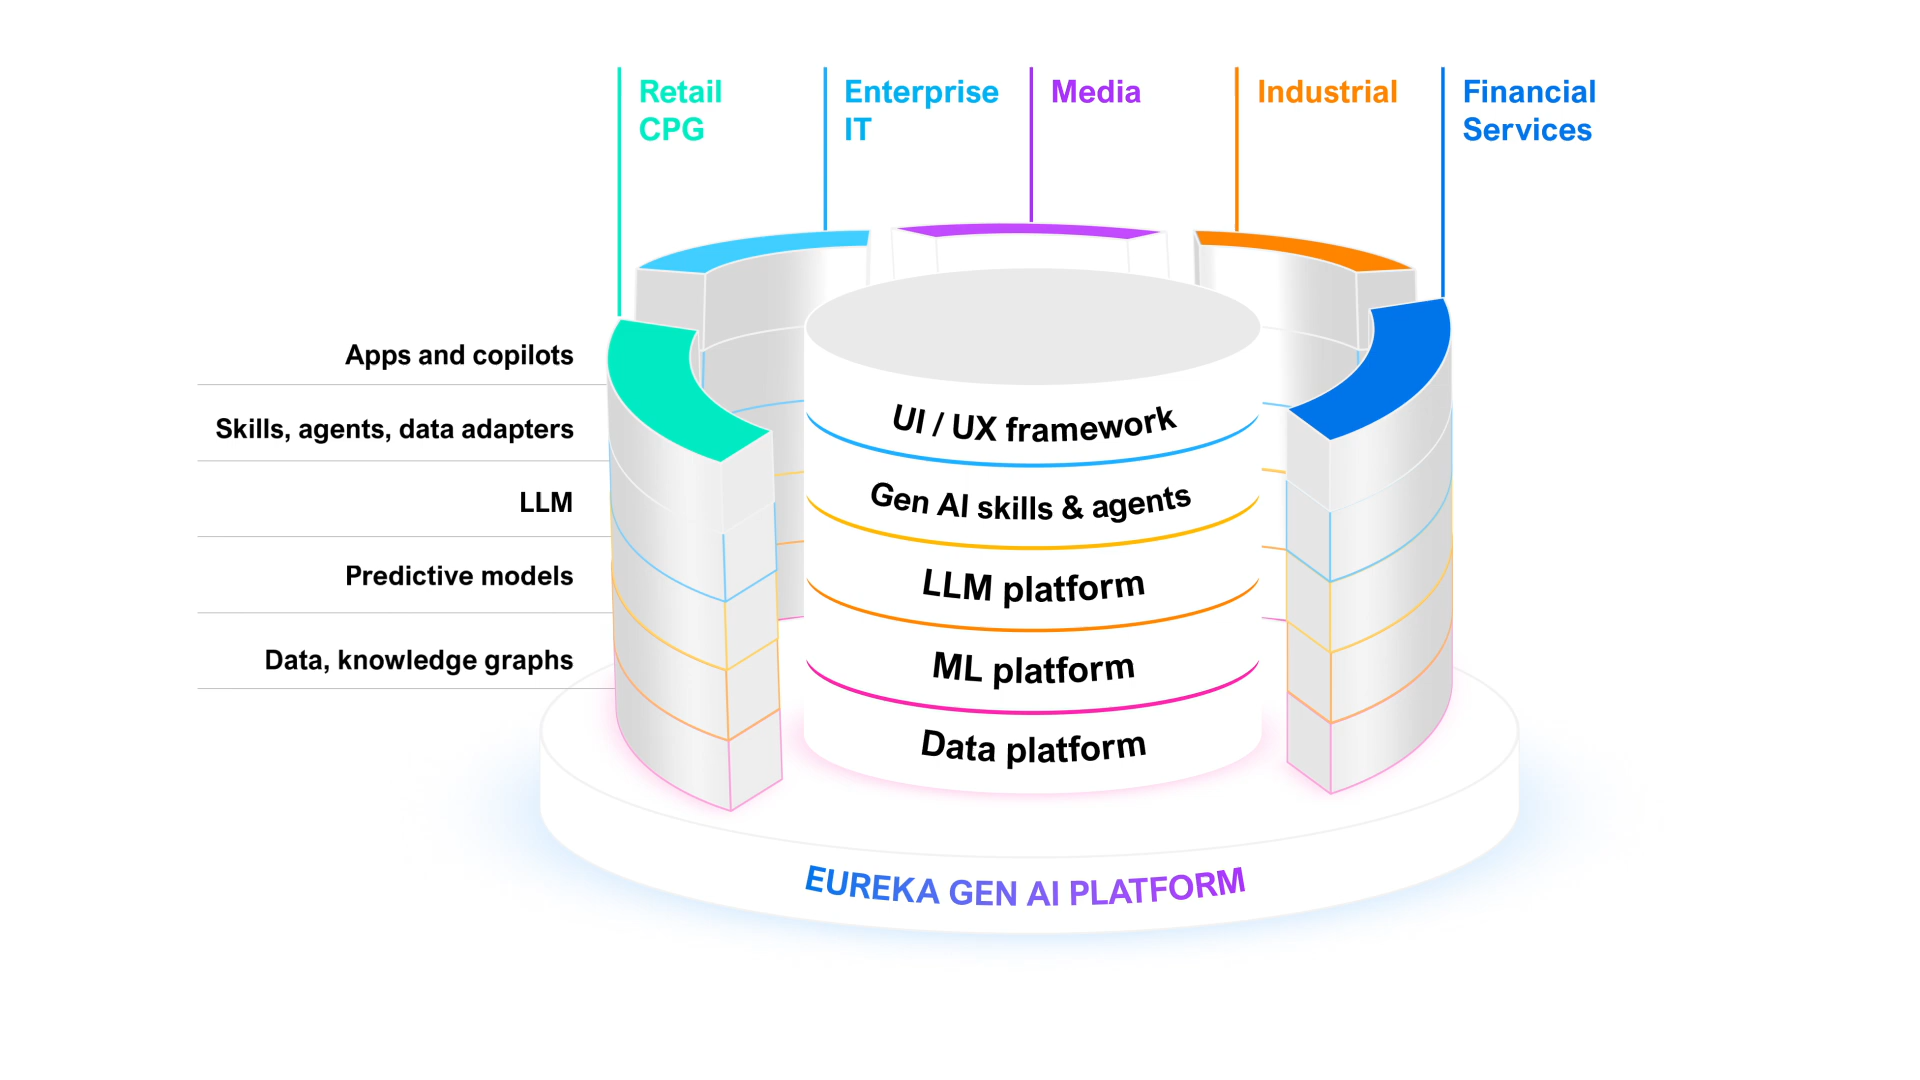 Retail
CPG
Enterprise
IT
Media
Industrial
Financial
Services
Apps and copilots
Skills, agents, data adapters
LLM
Predictive models
Data, knowledge graphs
UI / UX framework
Gen AI skills & agents
LLM platform
ML platform
Data platform
EUREKA GEN AI PLATFORM